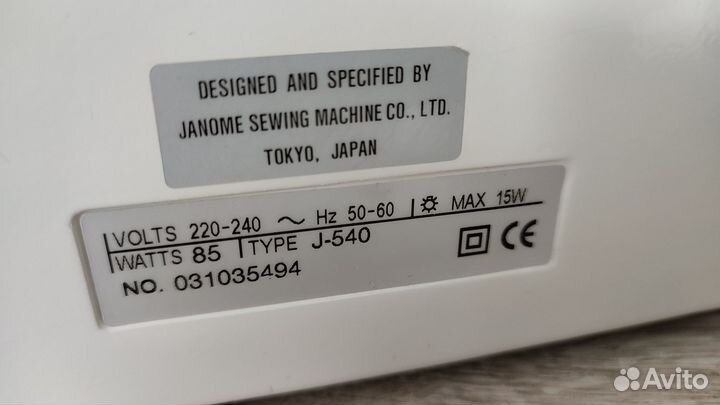 DESIGNED AND SPECIFIED BY
JANOME SEWING MACHINE CO., LTD.
TOKYO, JAPAN
VOLTS 220-240 ~ Hz 50-60 MAX 15W
WATTS 85 TYPE J-540
NO. 031035494
CE
Avito